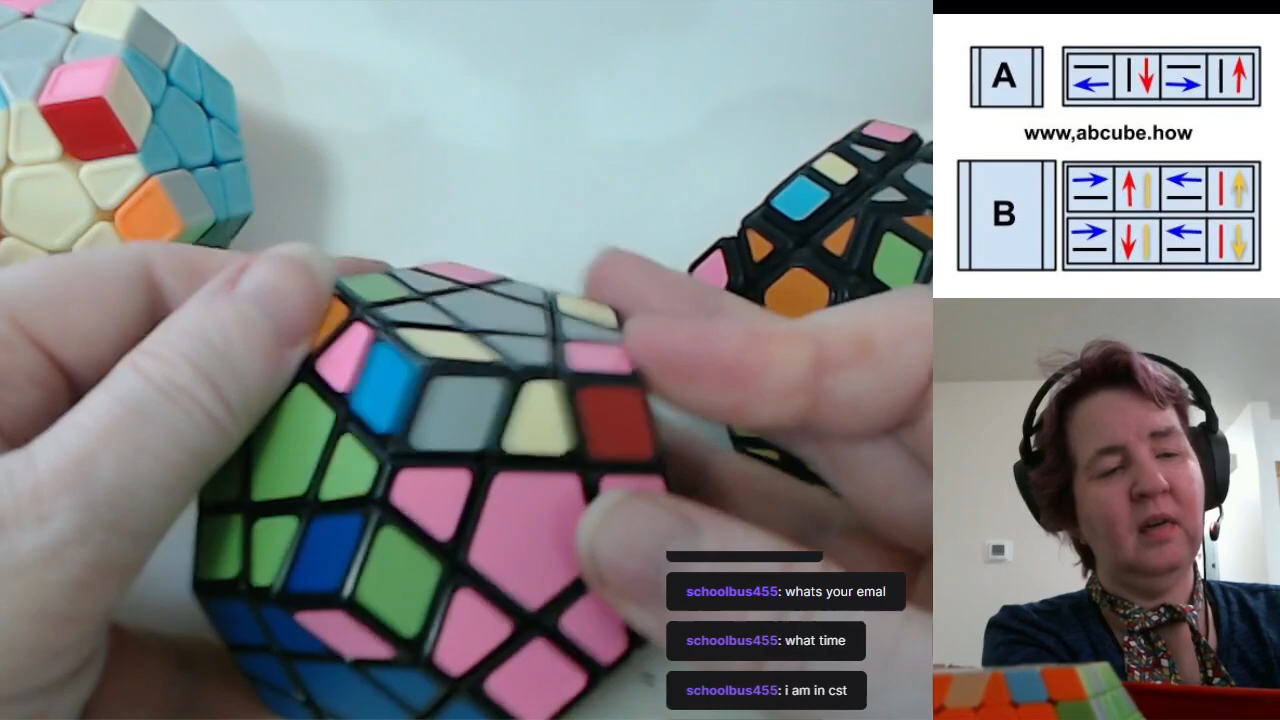 A
www,abcube.how
B
schoolbus455: whats your emal
schoolbus455: what time
schoolbus455: i am in cst